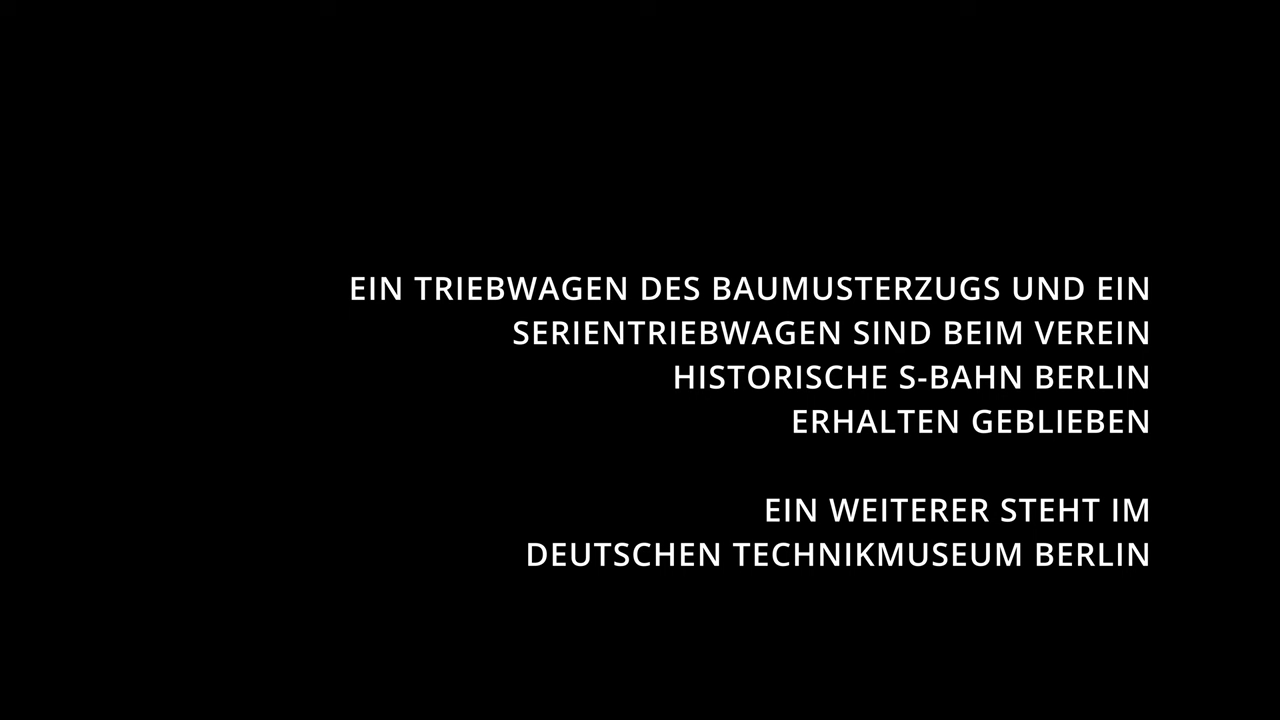 EIN TRIEBWAGEN DES BAUMUSTERZUGS UND EIN
SERIENTRIEBWAGEN SIND BEIM VEREIN
HISTORISCHE S-BAHN BERLIN
ERHALTEN GEBLIEBEN
EIN WEITERER STEHT IM
DEUTSCHEN TECHNIKMUSEUM BERLIN